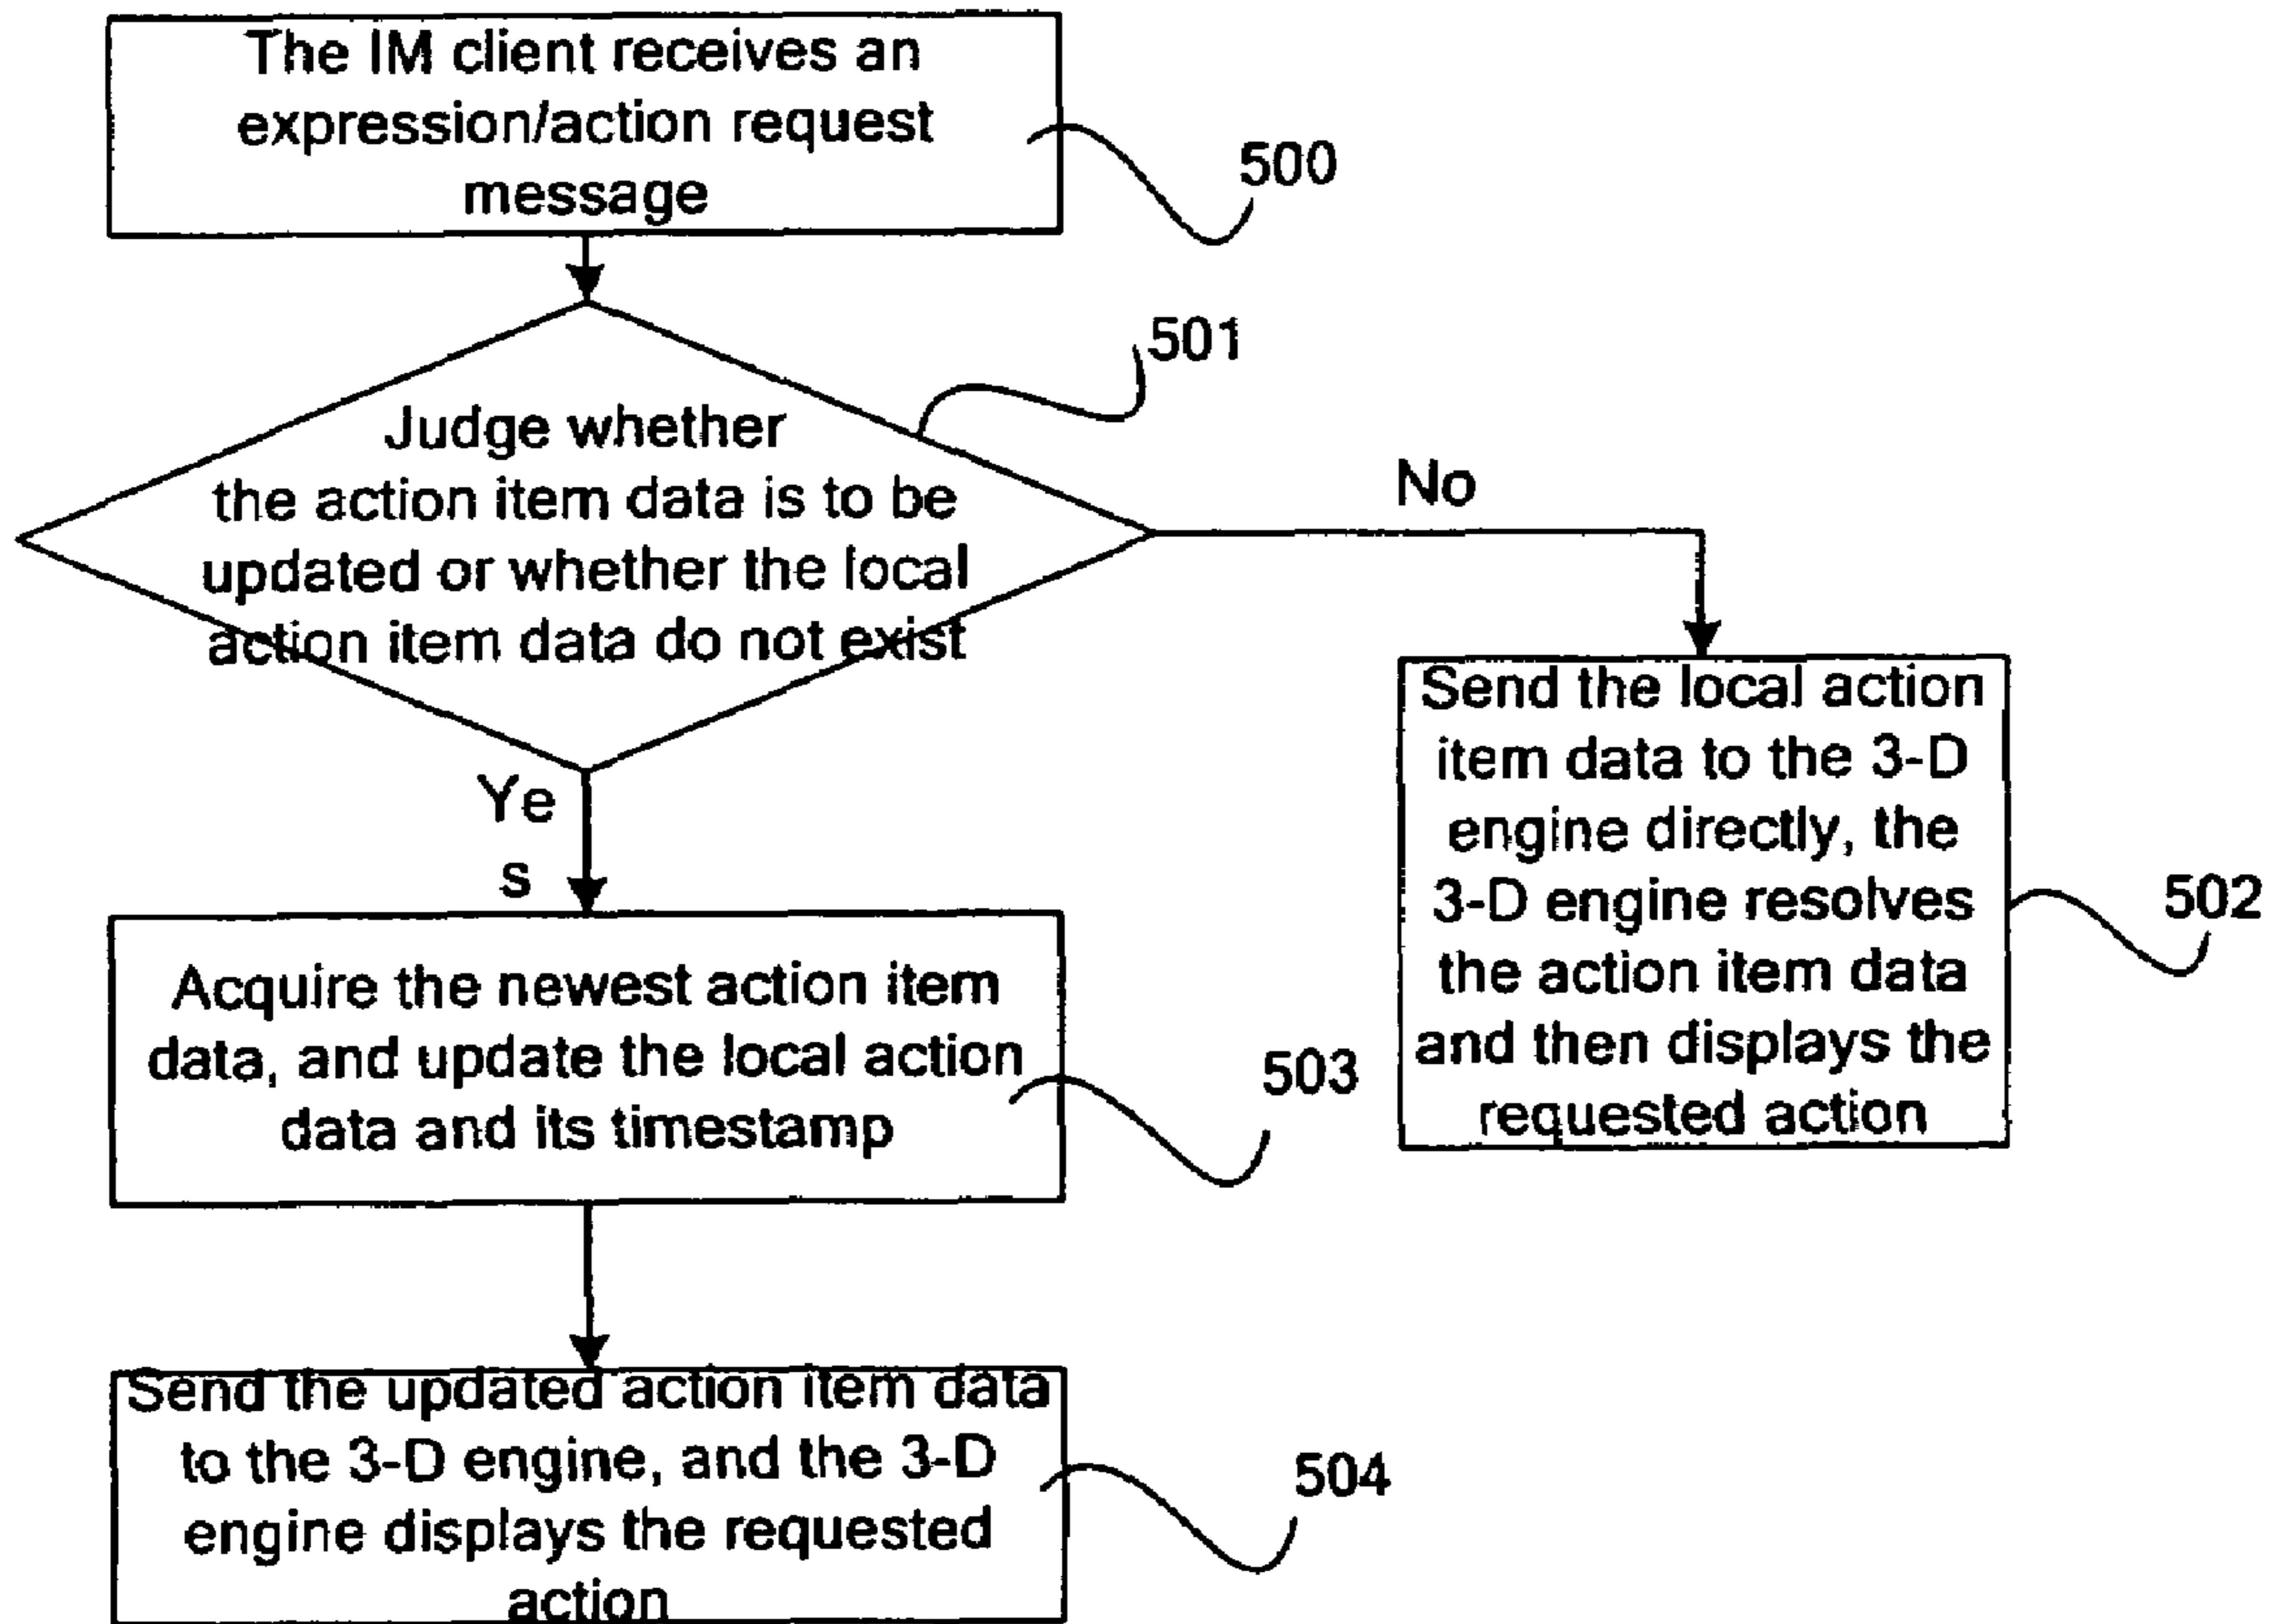 The IM client receives an
expression/action request
message
500
501
Judge whether
the action item data is to be
updated or whether the local
action item data do not exist
No
Ye
s
Send the local action
item data to the 3-D
engine directly, the
3-D engine resolves
the action item data
and then displays the
requested action
502
Acquire the newest action item
data, and update the local action
data and its timestamp
503
Send the updated action item data
to the 3-D engine, and the 3-D
engine displays the requested
action
504